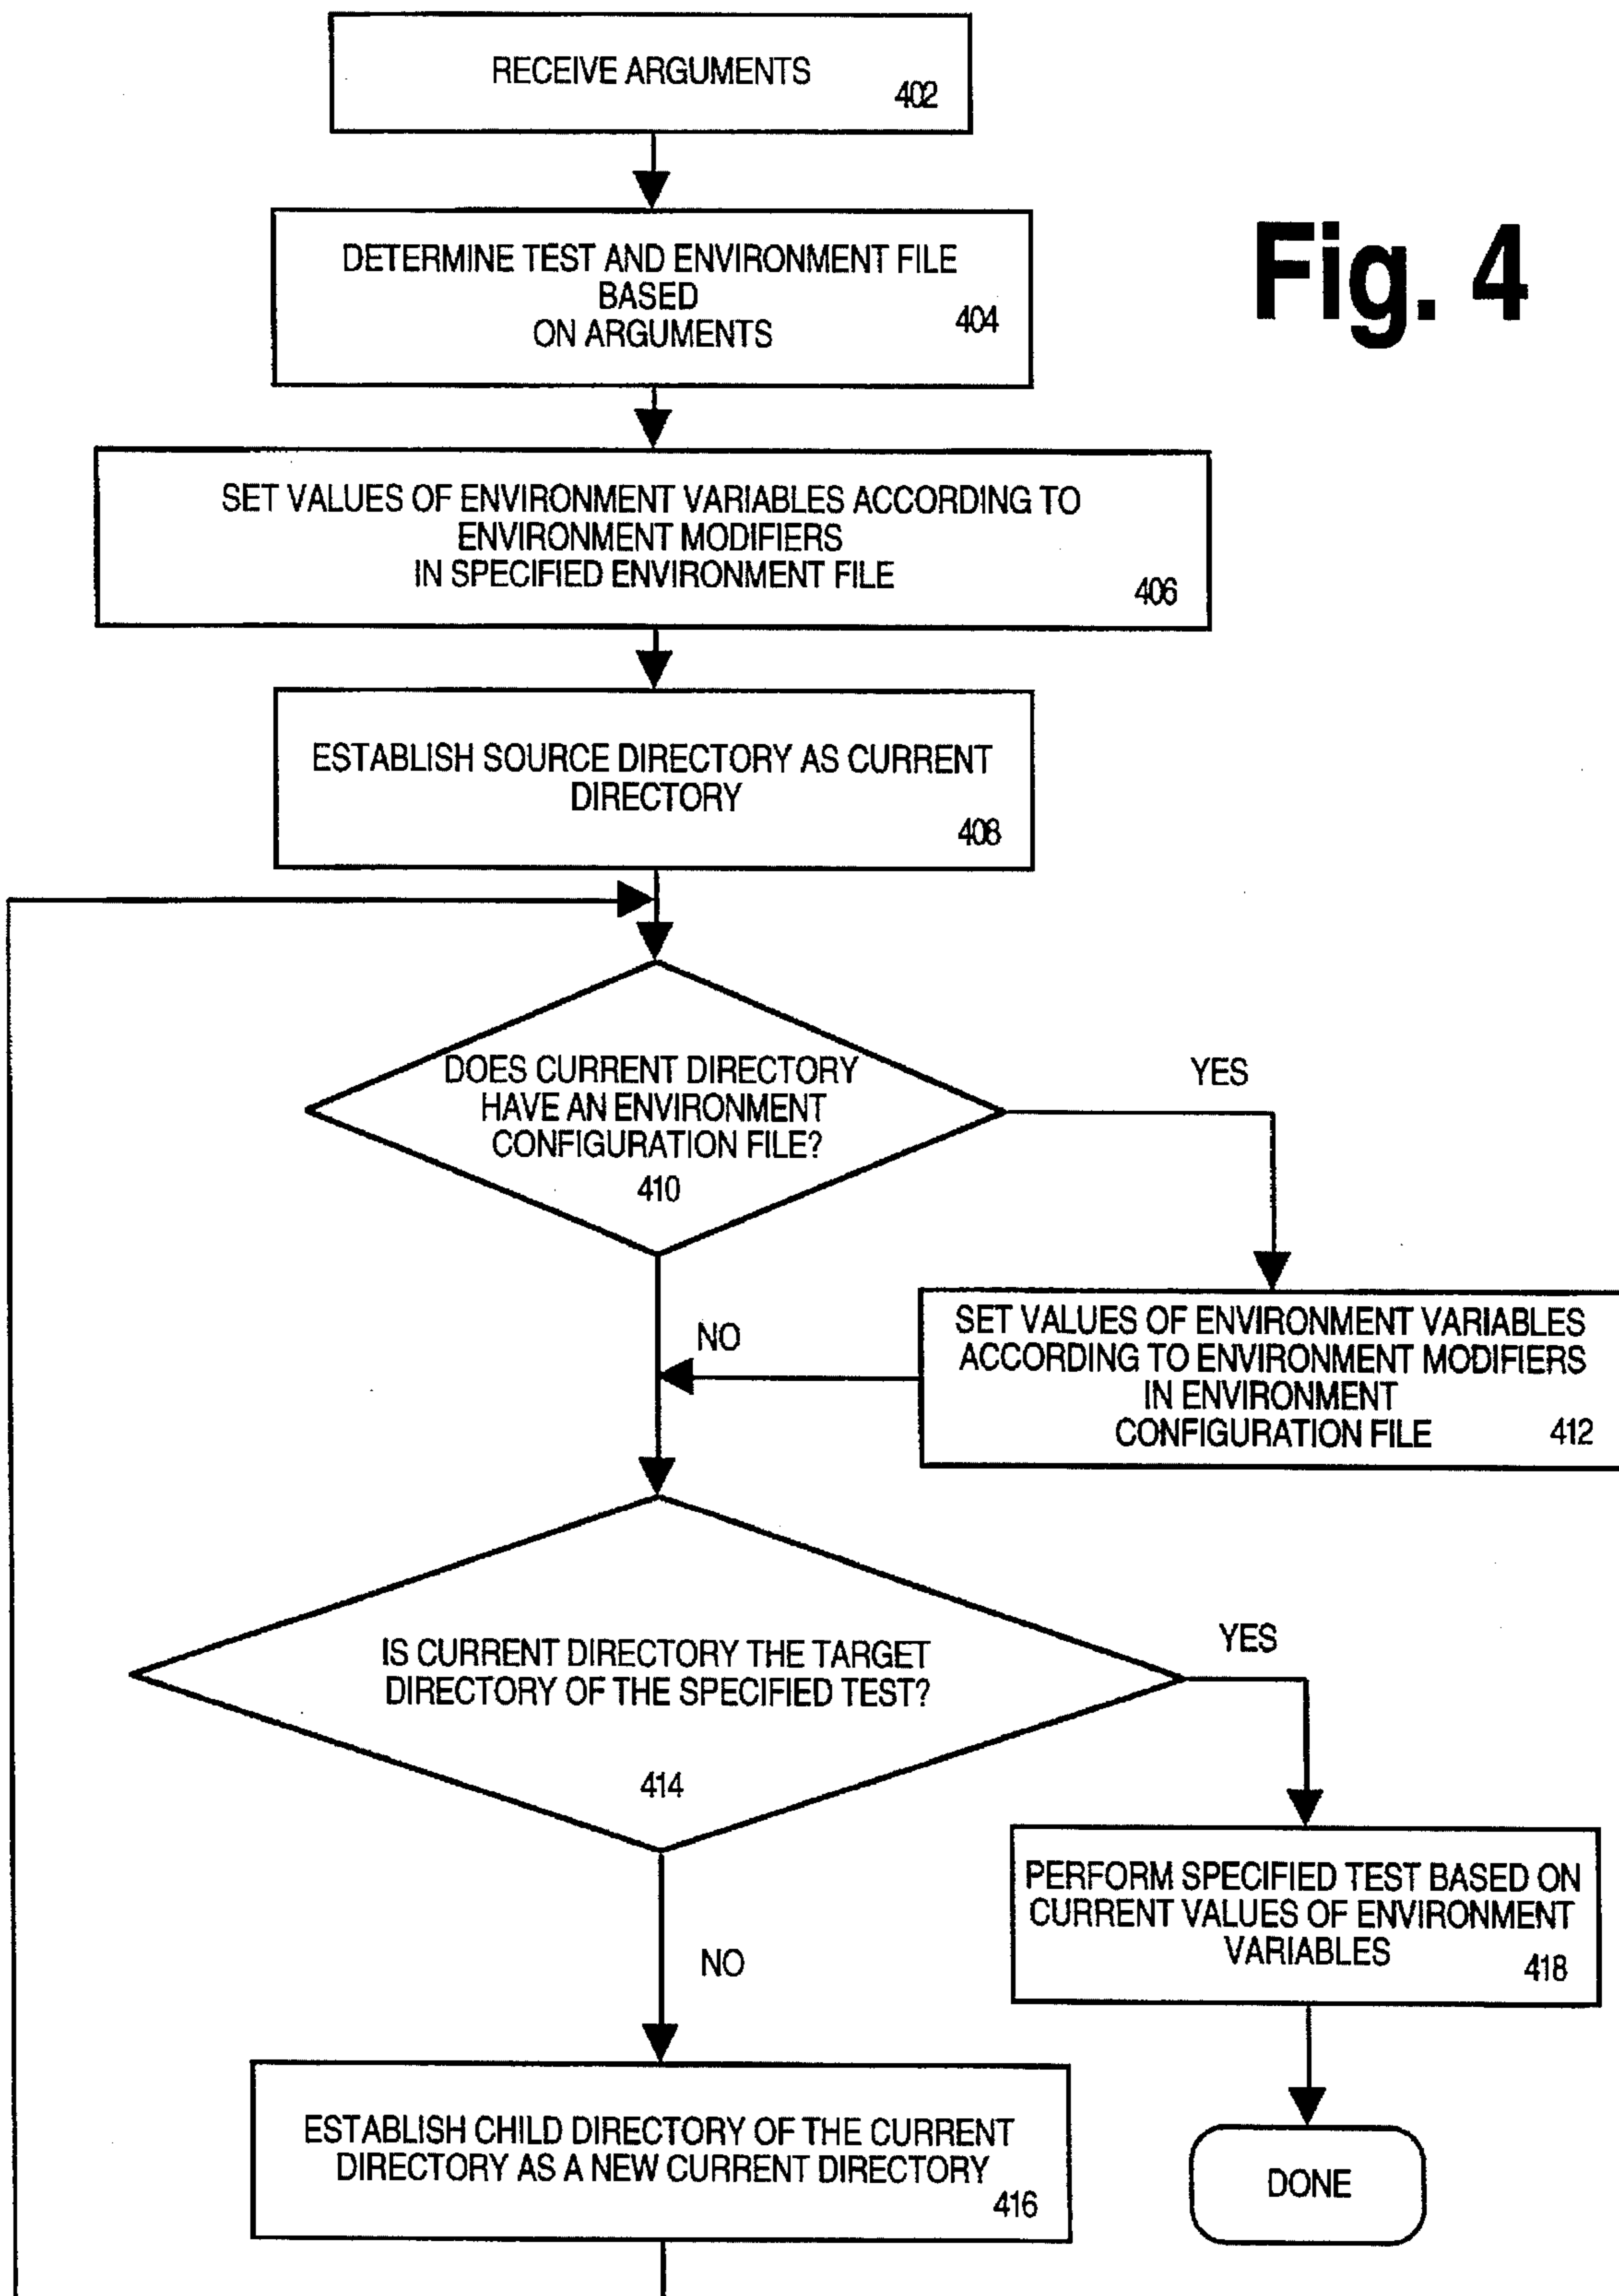 RECEIVE ARGUMENTS
402
Fig. 4
DETERMINE TEST AND ENVIRONMENT FILE
BASED
ON ARGUMENTS
404
SET VALUES OF ENVIRONMENT VARIABLES ACCORDING TO
ENVIRONMENT MODIFIERS
IN SPECIFIED ENVIRONMENT FILE
406
ESTABLISH SOURCE DIRECTORY AS CURRENT
DIRECTORY
408
DOES CURRENT DIRECTORY
HAVE AN ENVIRONMENT
CONFIGURATION FILE?
410
YES
NO
SET VALUES OF ENVIRONMENT VARIABLES
ACCORDING TO ENVIRONMENT MODIFIERS
IN ENVIRONMENT
CONFIGURATION FILE
412
IS CURRENT DIRECTORY THE TARGET
DIRECTORY OF THE SPECIFIED TEST?
414
YES
PERFORM SPECIFIED TEST BASED ON
CURRENT VALUES OF ENVIRONMENT
VARIABLES
418
NO
ESTABLISH CHILD DIRECTORY OF THE CURRENT
DIRECTORY AS A NEW CURRENT DIRECTORY
416
DONE